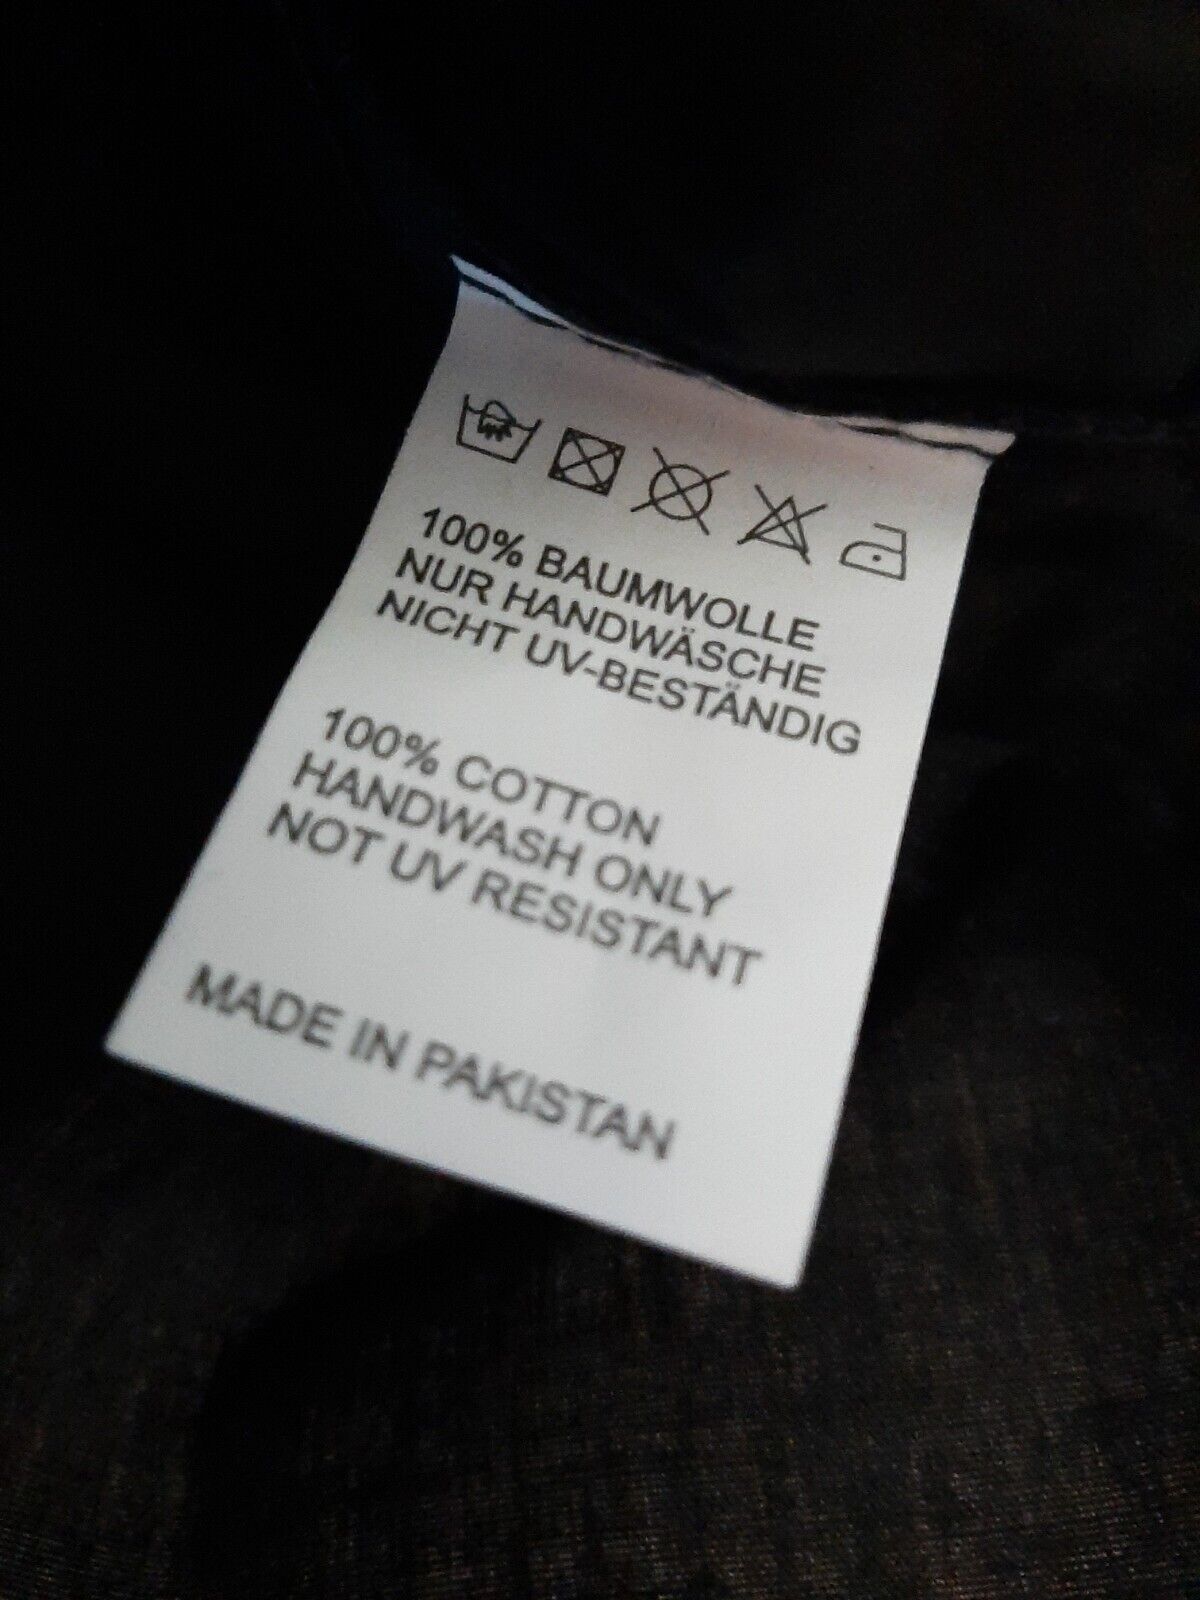 100% BAUMWOLLE
NUR HANDWÄSCHE
NICHT UV-BESTÄNDIG
100% COTTON
HANDWASH ONLY
NOT UV RESISTANT
MADE IN PAKISTAN